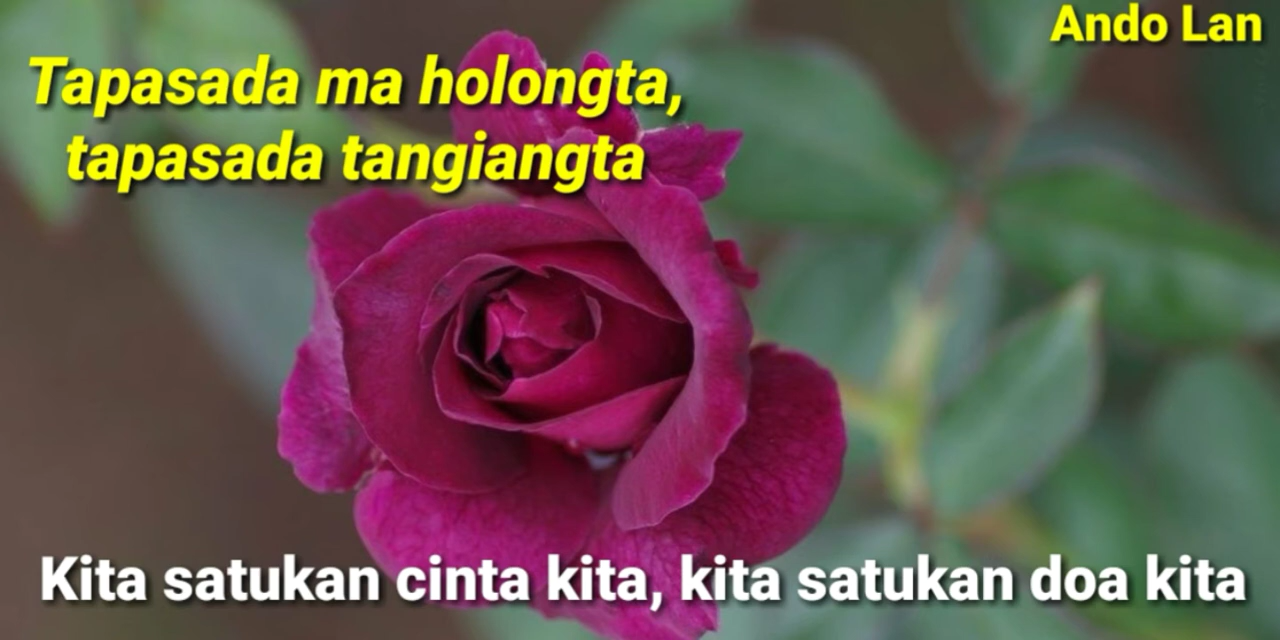 Ando Lan
Tapasada ma holongta,
tapasada tangiangta
Kita satukan cinta kita, kita satukan doa kita